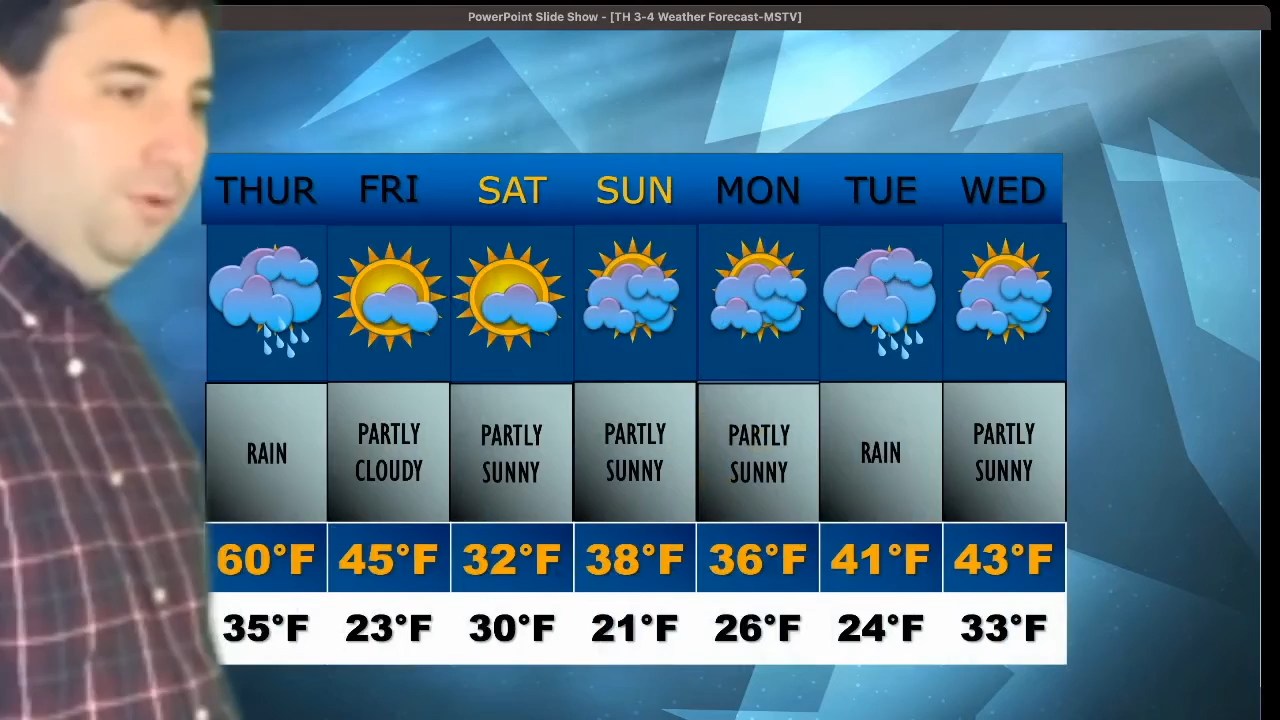 PowerPoint Slide Show - [TH 3-4 Weather Forecast-MSTV]
THUR FRI SAT SUN MON TUE WED
RAIN
PARTLY
CLOUDY
PARTLY
SUNNY
PARTLY
SUNNY
PARTLY
SUNNY
RAIN
PARTLY
SUNNY
60°F 45°F 32°F 38°F 36°F 41°F 43°F
35°F 23°F 30°F 21°F 26°F 24°F 33°F